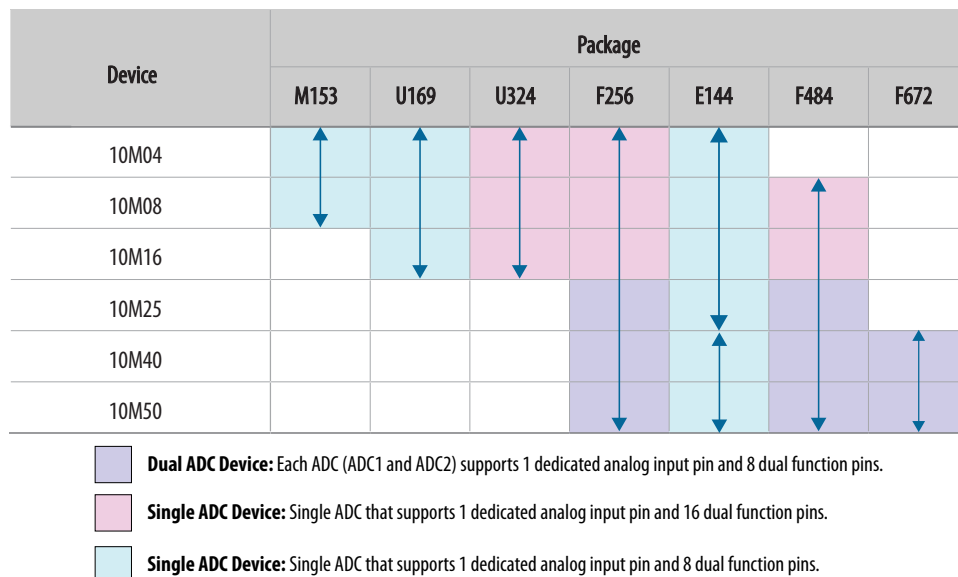 Device
Package
M153 U169 U324 F256 E144 F484 F672
10M04
10M08
10M16
10M25
10M40
10M50
Dual ADC Device: Each ADC (ADC1 and ADC2) supports 1 dedicated analog input pin and 8 dual function pins.
Single ADC Device: Single ADC that supports 1 dedicated analog input pin and 16 dual function pins.
Single ADC Device: Single ADC that supports 1 dedicated analog input pin and 8 dual function pins.